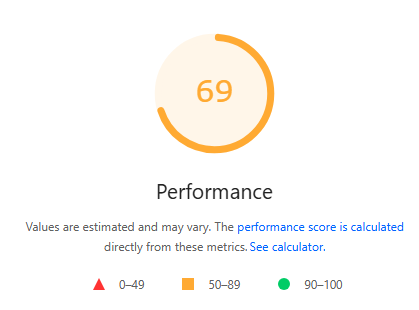 69
Performance
Values are estimated and may vary. The performance score is calculated
directly from these metrics. See calculator.
0–49 50–89 90–100